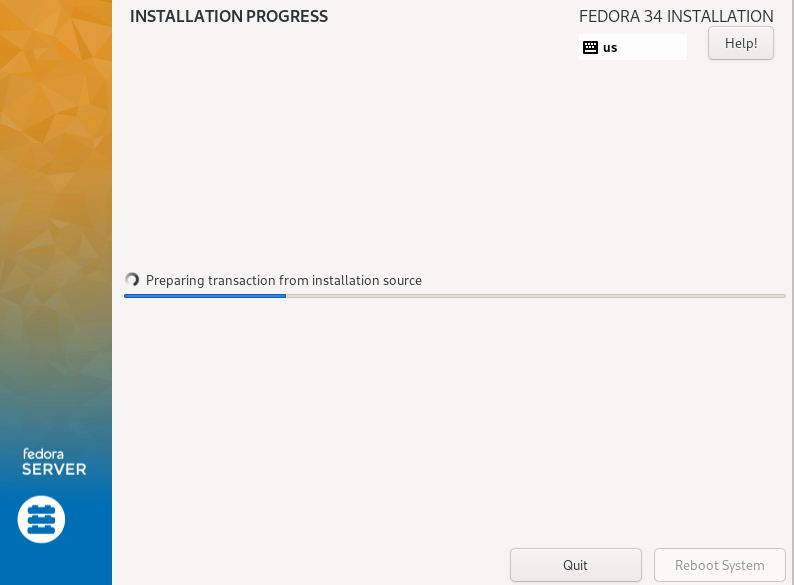 INSTALLATION PROGRESS
FEDORA 34 INSTALLATION
us
Help!
Preparing transaction from installation source
fedora
SERVER
Quit
Reboot System